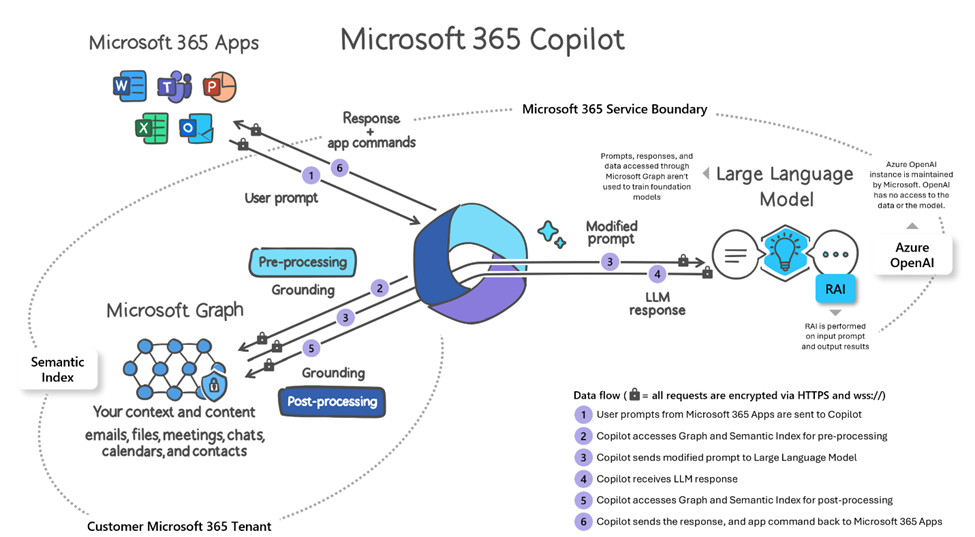 Microsoft 365 Copilot
Microsoft 365 Apps
W
T
P
X
O
Response
+
app commands
Microsoft 365 Service Boundary
1
6
User prompt
Prompts, responses, and
data accessed through
Microsoft Graph aren't
used to train foundation
models
Large Language
Model
Azure OpenAI
instance is maintained
by Microsoft. OpenAI
has no access to the
data or the model.
Azure
OpenAI
Modified
prompt
3
4
LLM
response
RAI
RAI is performed
on input prompt
and output results
Pre-processing
Grounding
2
3
5
Microsoft Graph
Grounding
Post-processing
Semantic
Index
Your context and content
emails, files, meetings, chats,
calendars, and contacts
Customer Microsoft 365 Tenant
Data flow ( = all requests are encrypted via HTTPS and wss://)
1 User prompts from Microsoft 365 Apps are sent to Copilot
2 Copilot accesses Graph and Semantic Index for pre-processing
3 Copilot sends modified prompt to Large Language Model
4 Copilot receives LLM response
5 Copilot accesses Graph and Semantic Index for post-processing
6 Copilot sends the response, and app command back to Microsoft 365 Apps